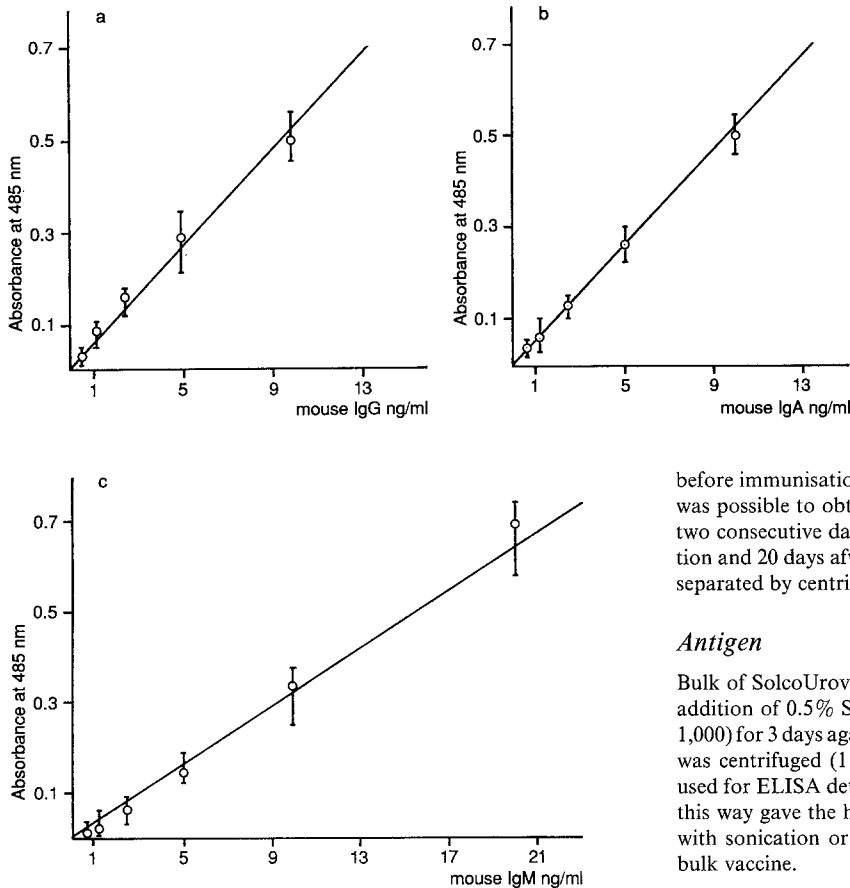 a
0.7
0.5
0.3
0.1
Absorbance at 485 nm
1 5 9 13
mouse IgG ng/ml
b
0.7
0.5
0.3
0.1
Absorbance at 485 nm
1 5 9 13
mouse IgA ng/ml
c
0.7
0.5
0.3
0.1
Absorbance at 485 nm
1 5 9 13 17 21
mouse IgM ng/ml
before immunisatio
was possible to obt
two consecutive da
tion and 20 days af
separated by centri
Antigen
Bulk of SolcoUrov
addition of 0.5% S
1,000) for 3 days aga
was centrifuged (1
used for ELISA det
this way gave the h
with sonication or
bulk vaccine.